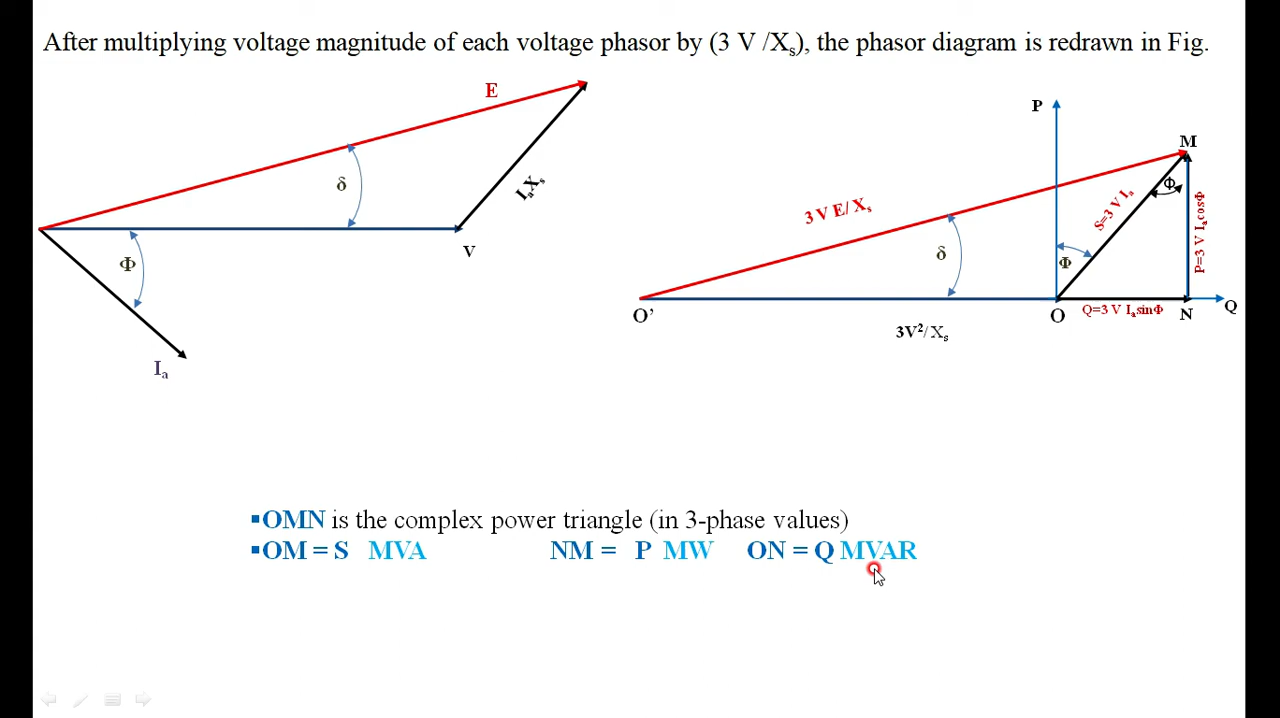 After multiplying voltage magnitude of each voltage phasor by (3 V /Xₛ), the phasor diagram is redrawn in Fig.
E
δ
IₐXₛ
V
Φ
Iₐ
P
M
Φ
3 V E/ Xₛ
S=3 V Iₐ
P=3 V IₐcosΦ
δ
Φ
O’
O
Q=3 V IₐsinΦ
N
Q
3V²/Xₛ
▪OMN is the complex power triangle (in 3-phase values)
▪OM = S MVA NM = P MW ON = Q MVAR